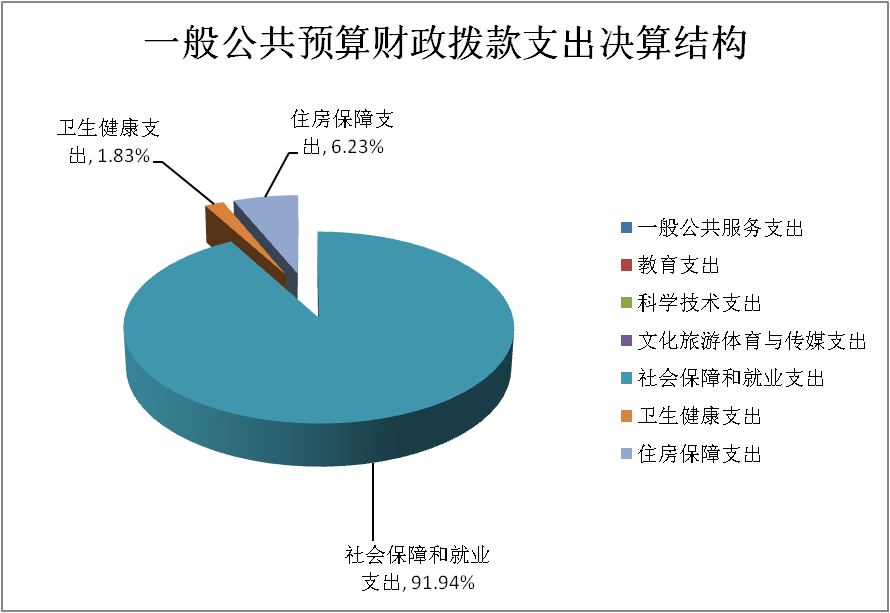 一般公共预算财政拨款支出决算结构
卫生健康支
出, 1.83%
住房保障支
出, 6.23%
一般公共服务支出
教育支出
科学技术支出
文化旅游体育与传媒支出
社会保障和就业支出
卫生健康支出
住房保障支出
社会保障和就业
支出, 91.94%